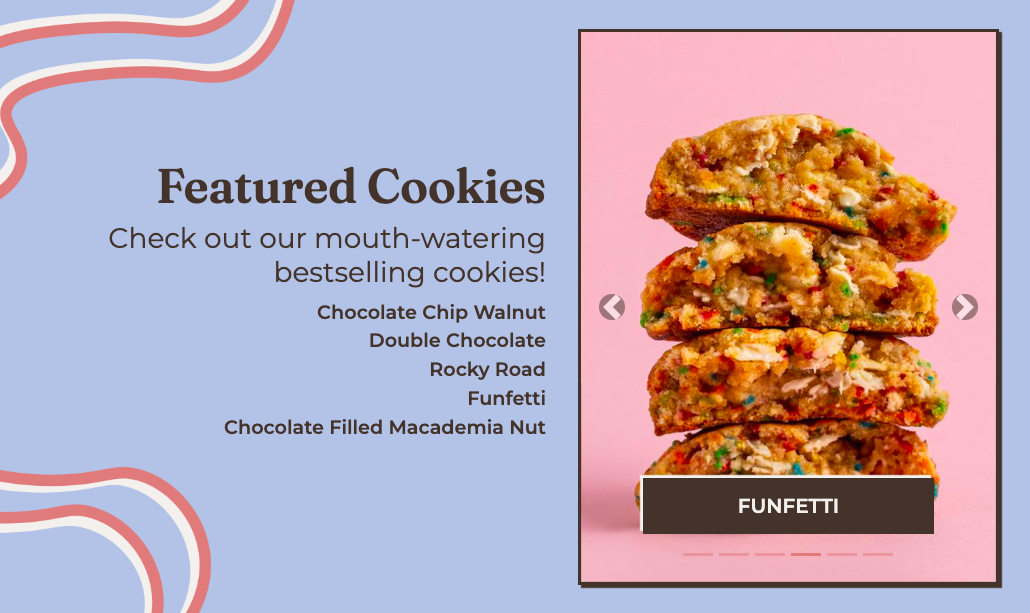 Featured Cookies
Check out our mouth-watering
bestselling cookies!
Chocolate Chip Walnut
Double Chocolate
Rocky Road
Funfetti
Chocolate Filled Macademia Nut
FUNFETTI